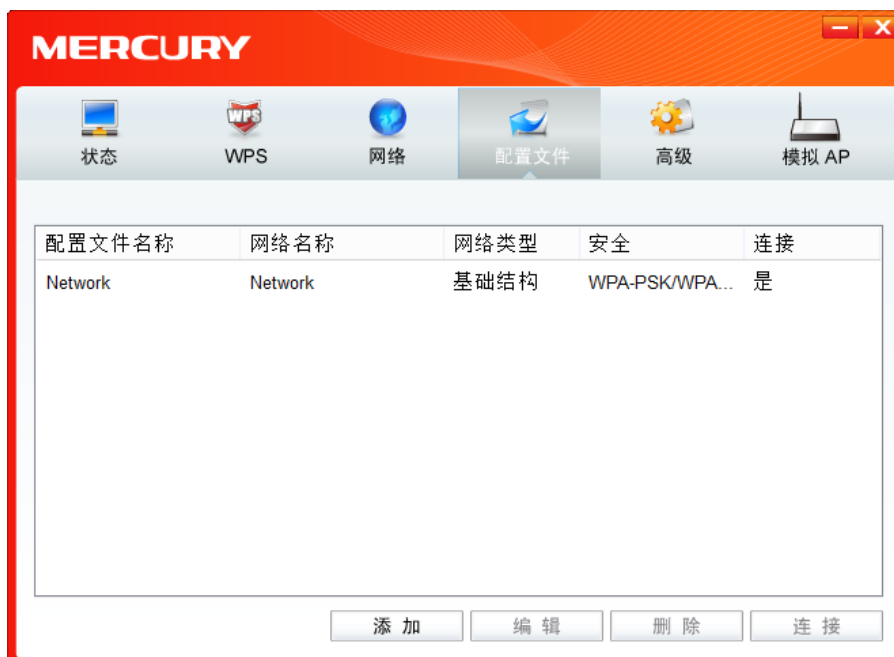 MERCURY
状态 WPS 网络 配置文件 高级 模拟 AP
配置文件名称 网络名称 网络类型 安全 连接
Network Network 基础结构 WPA-PSK/WPA... 是
添加 编辑 删除 连接